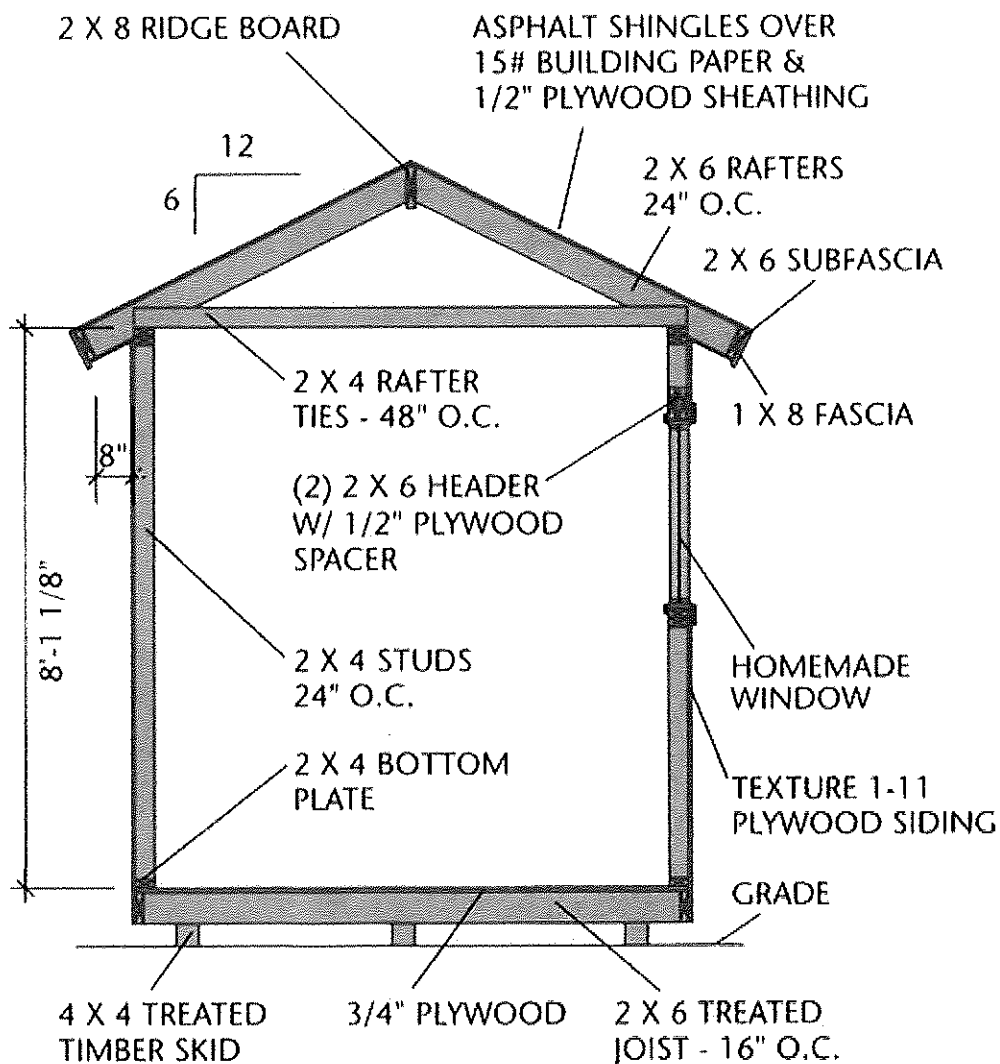 2 X 8 RIDGE BOARD
ASPHALT SHINGLES OVER
15# BUILDING PAPER &
1/2" PLYWOOD SHEATHING
12
6
2 X 6 RAFTERS
24" O.C.
2 X 6 SUBFASCIA
2 X 4 RAFTER
TIES - 48" O.C.
1 X 8 FASCIA
8"
(2) 2 X 6 HEADER
W/ 1/2" PLYWOOD
SPACER
8'-1 1/8"
2 X 4 STUDS
24" O.C.
HOMEMADE
WINDOW
2 X 4 BOTTOM
PLATE
TEXTURE 1-11
PLYWOOD SIDING
GRADE
4 X 4 TREATED
TIMBER SKID
3/4" PLYWOOD
2 X 6 TREATED
JOIST - 16" O.C.